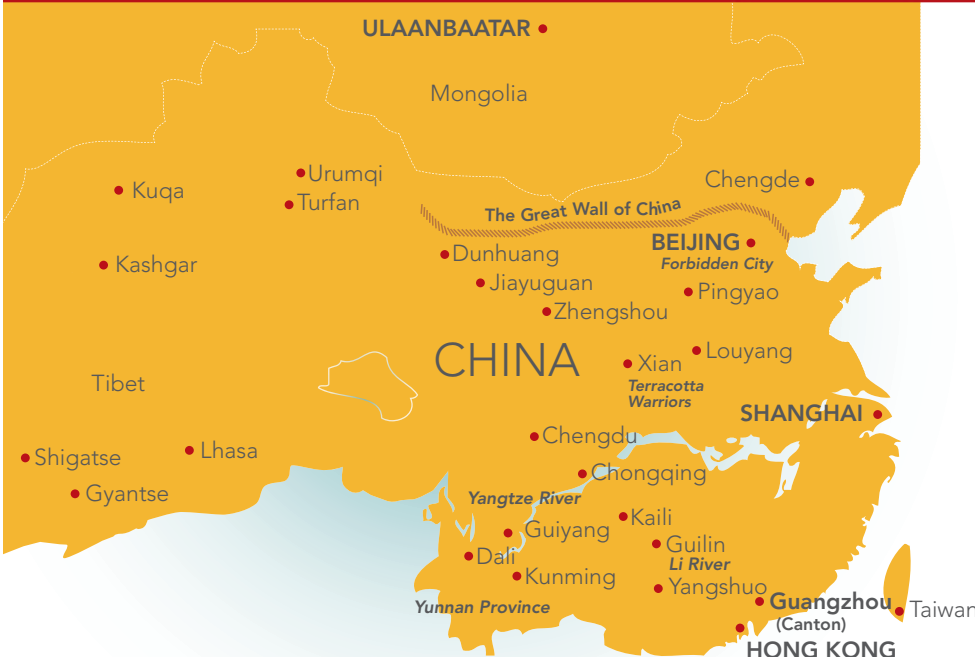 ULAANBAATAR
Mongolia
Urumqi
Chengde
Kuqa
Turfan
The Great Wall of China
BEIJING
Forbidden City
Dunhuang
Kashgar
Jiayuguan
Pingyao
Zhengshou
CHINA
Louyang
Xian
Terracotta
Warriors
Tibet
SHANGHAI
Chengdu
Shigatse
Lhasa
Chongqing
Gyantse
Yangtze River
Kaili
Guiyang
Guilin
Li River
Dali
Kunming
Yangshuo
Yunnan Province
Guangzhou
(Canton)
Taiwan
HONG KONG